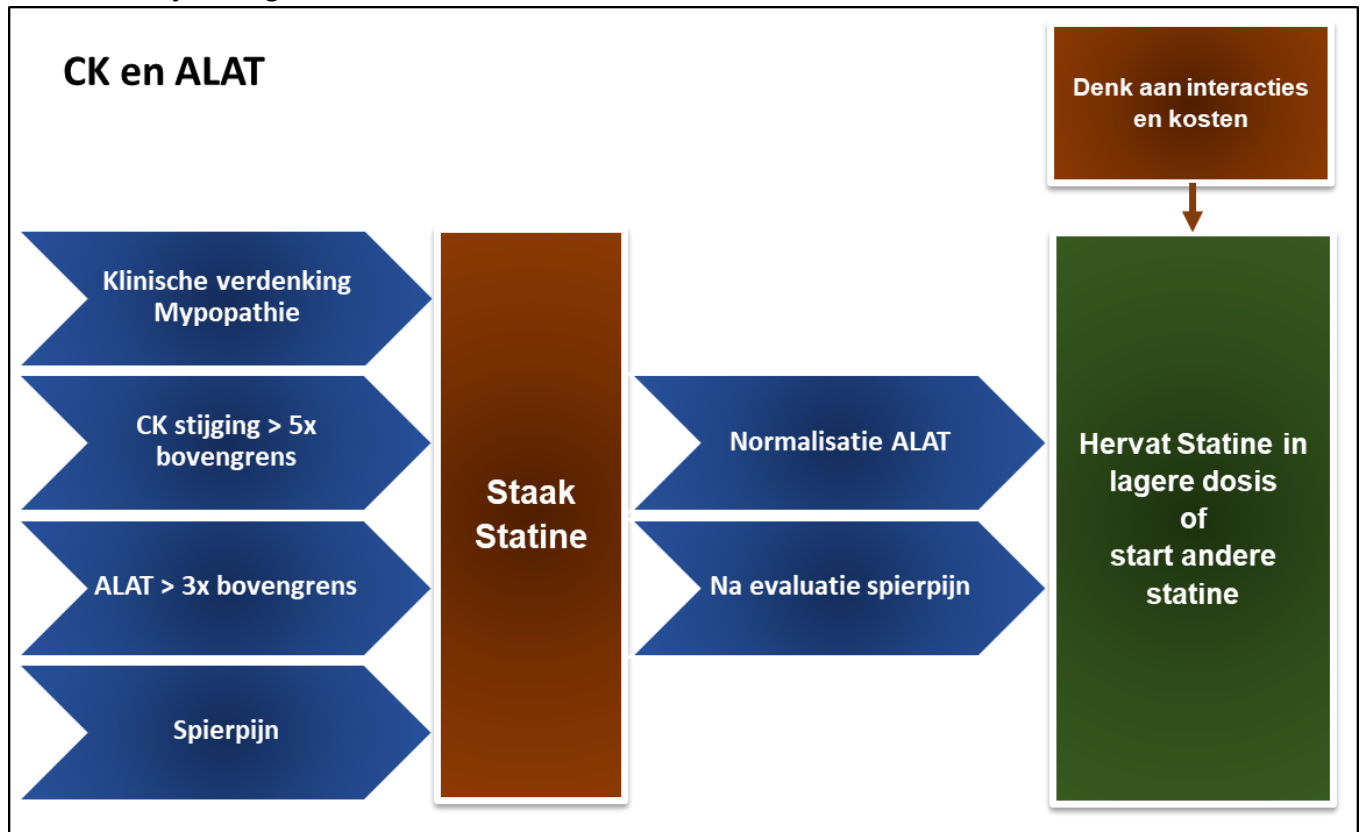 CK en ALAT
Denk aan interacties
en kosten
Klinische verdenking
Mypopathie
CK stijging > 5x
bovengrens
ALAT > 3x bovengrens
Spierpijn
Staak
Statine
Normalisatie ALAT
Na evaluatie spierpijn
Hervat Statine in
lagere dosis
of
start andere
statine